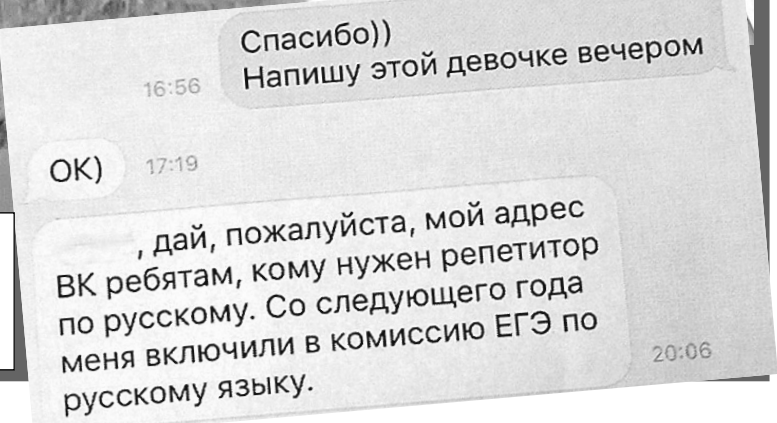 Спасибо))
Напишу этой девочке вечером
16:56
ОК)
17:19
, дай, пожалуйста, мой адрес
ВК ребятам, кому нужен репетитор
по русскому. Со следующего года
меня включили в комиссию ЕГЭ по
русскому языку.
20:06